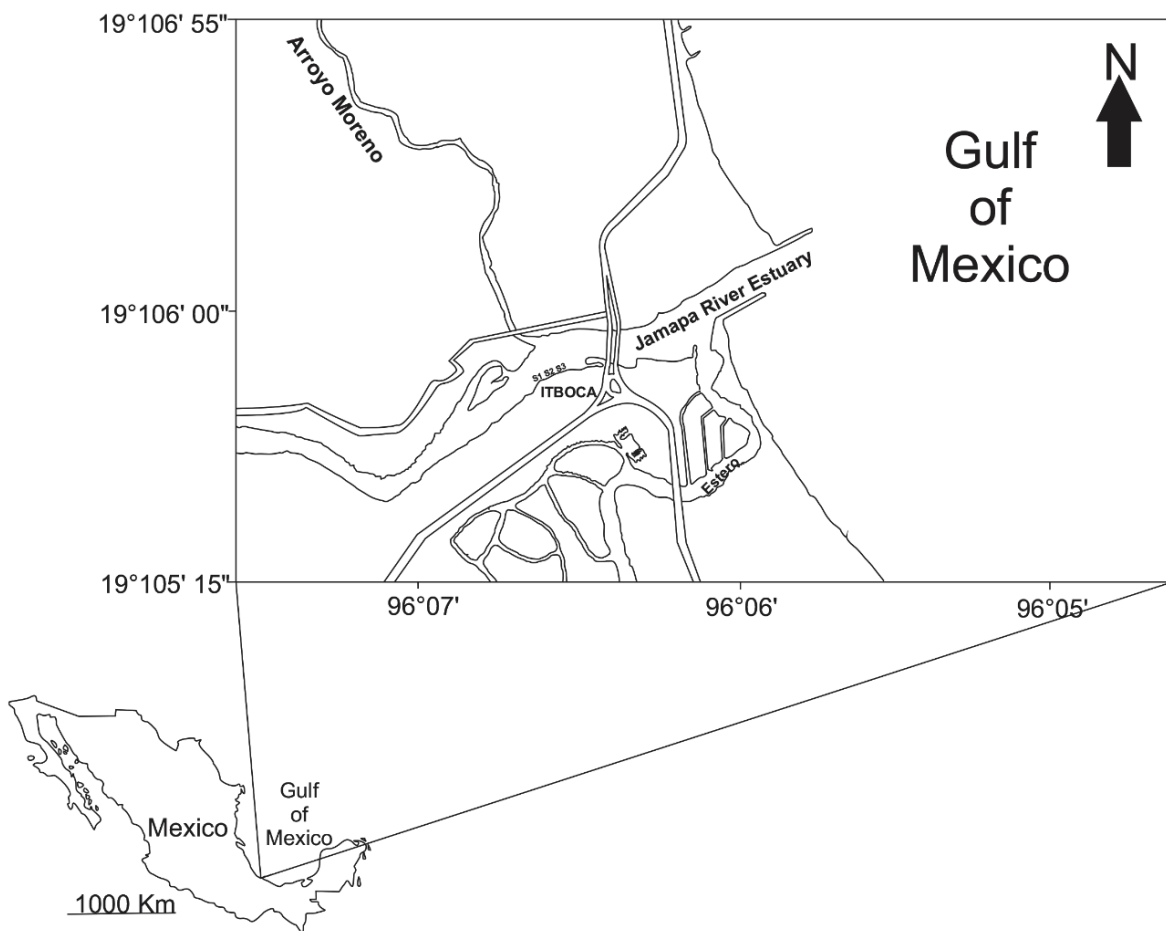 19°106' 55"
Arroyo Moreno
N
Gulf
of
Mexico
Jamapa River Estuary
19°106' 00"
S1 S2 S3
ITBOCA
Estero
19°105' 15"
96°07'
96°06'
96°05'
Gulf
of
Mexico
Mexico
1000 Km